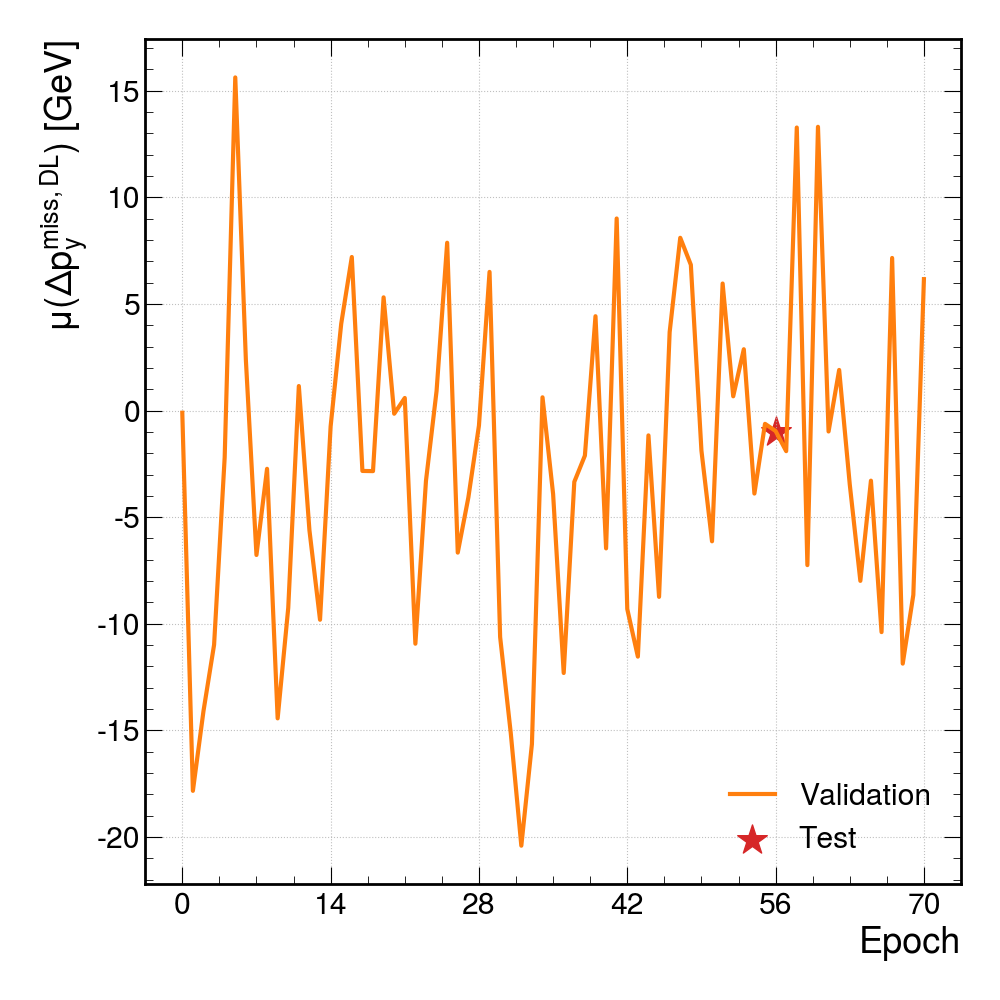 μ(Δp_y^{miss, DL}) [GeV]
15
10
5
0
-5
-10
-15
-20
Validation
Test
0 14 28 42 56 70
Epoch